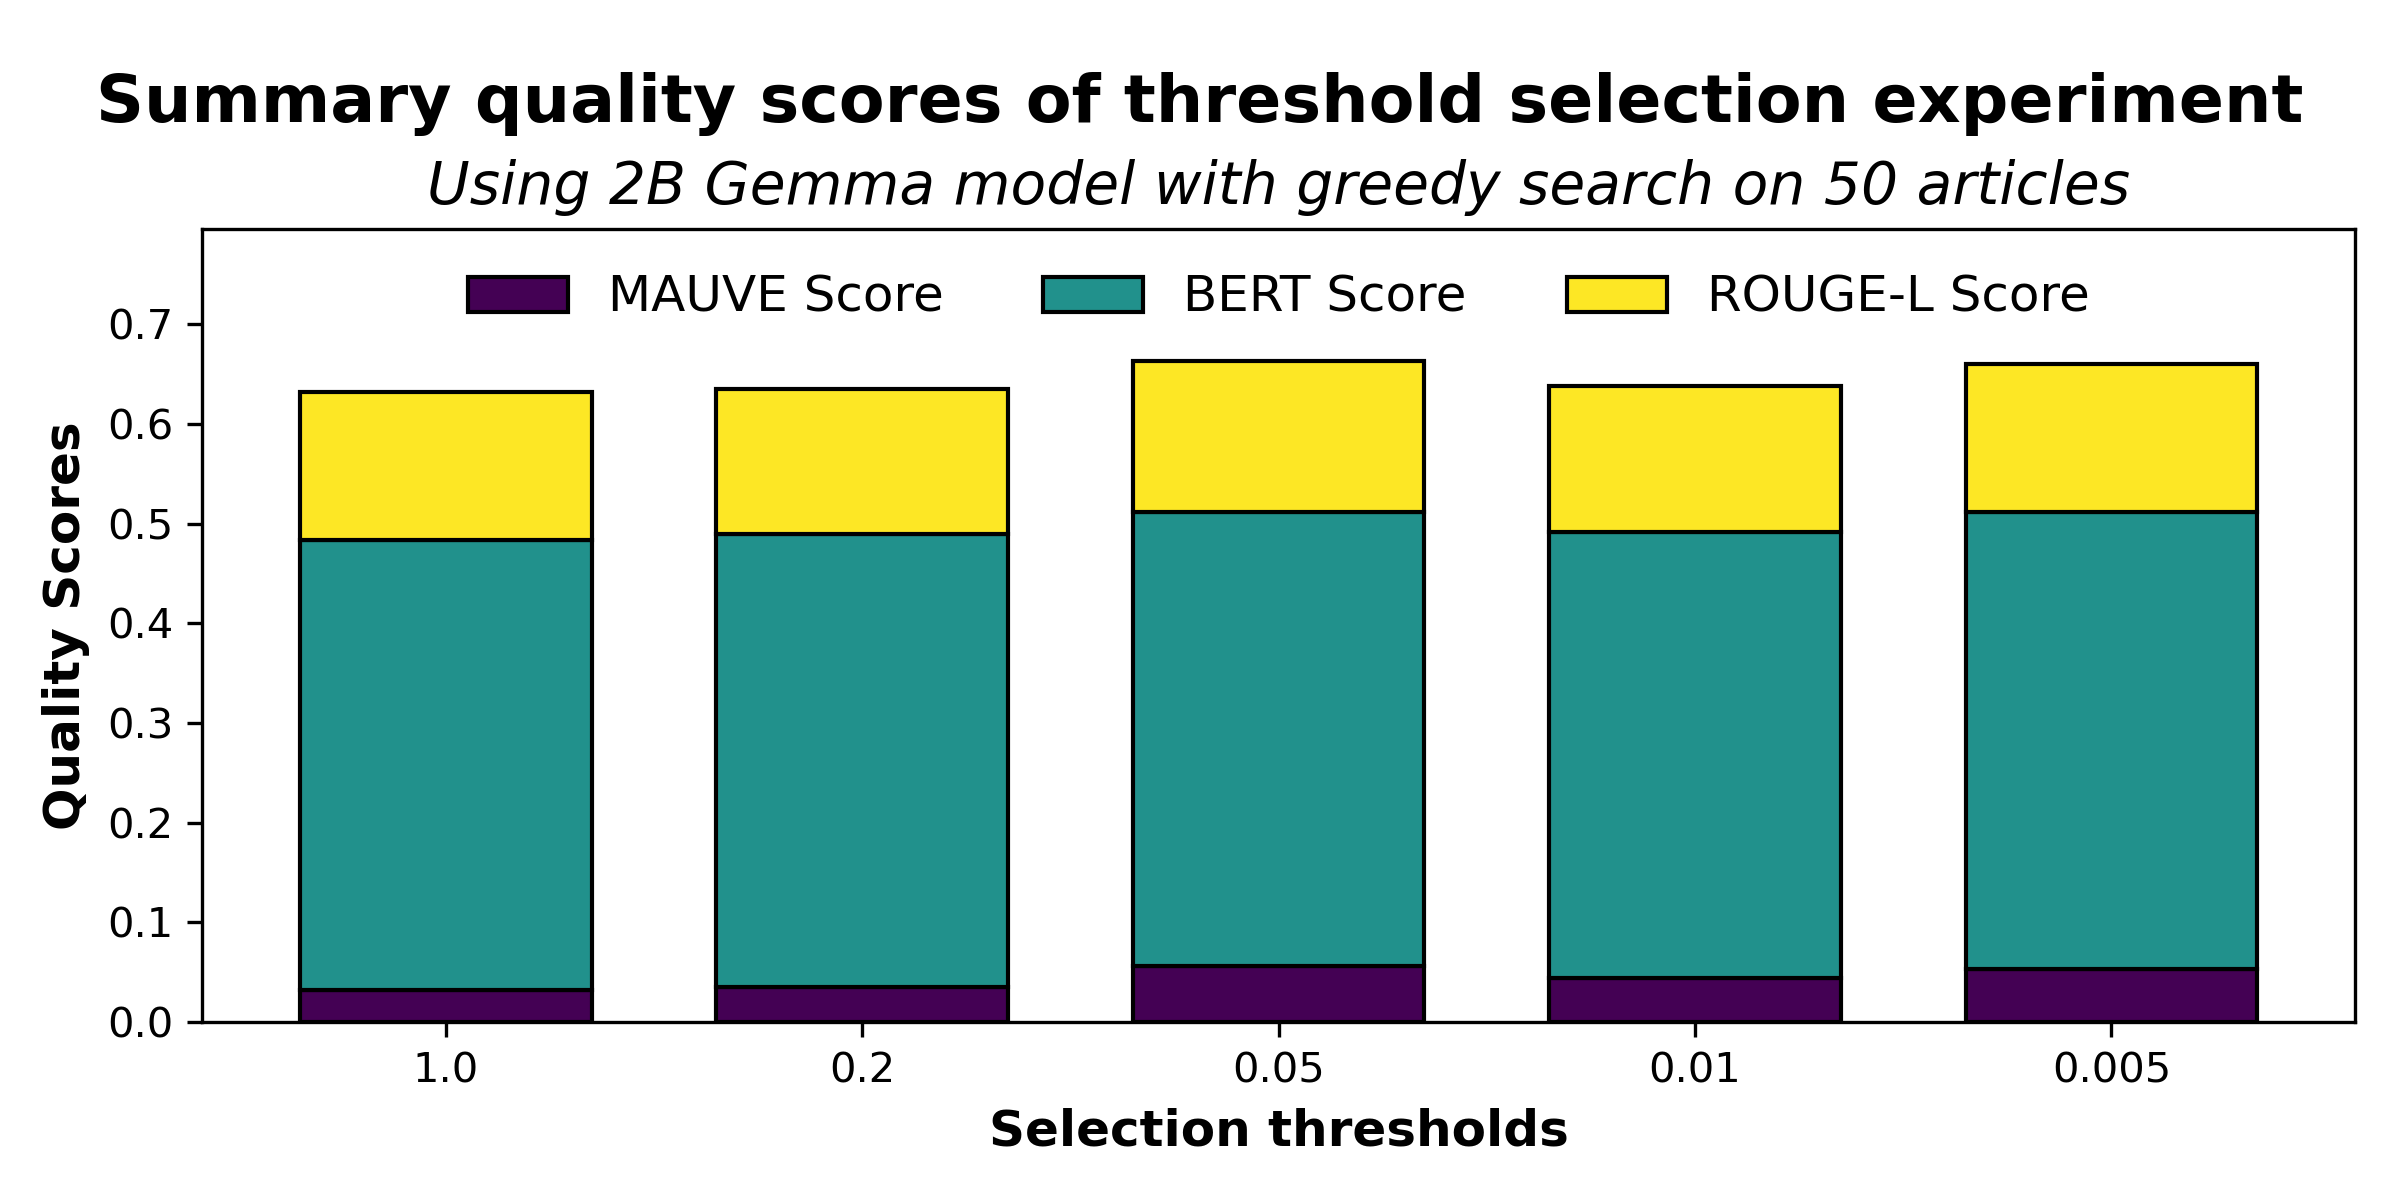 Summary quality scores of threshold selection experiment
Using 2B Gemma model with greedy search on 50 articles
MAUVE Score
BERT Score
ROUGE-L Score
Quality Scores
0.7
0.6
0.5
0.4
0.3
0.2
0.1
0.0
1.0
0.2
0.05
0.01
0.005
Selection thresholds